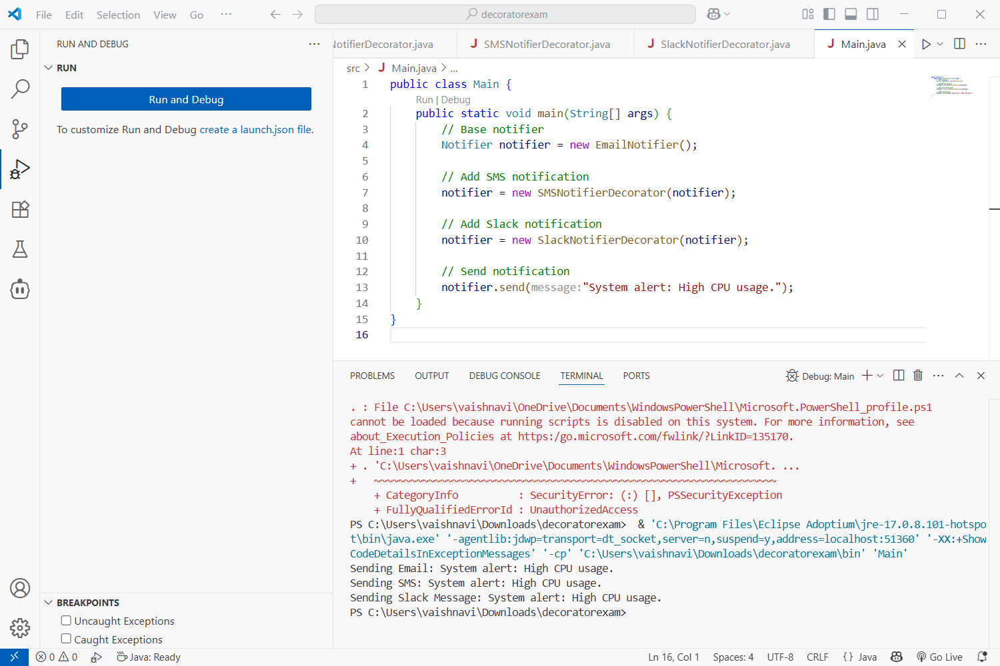 File Edit Selection View Go ··· decoratorexam
RUN AND DEBUG ···
RUN
Run and Debug
To customize Run and Debug create a launch.json file.
NotifierDecorator.java SMSNotifierDecorator.java SlackNotifierDecorator.java Main.java
src > Main.java > ...
1 public class Main {
Run | Debug
2 public static void main(String[] args) {
3 // Base notifier
4 Notifier notifier = new EmailNotifier();
5
6 // Add SMS notification
7 notifier = new SMSNotifierDecorator(notifier);
8
9 // Add Slack notification
10 notifier = new SlackNotifierDecorator(notifier);
11
12 // Send notification
13 notifier.send(message:"System alert: High CPU usage.");
14 }
15 }
16
PROBLEMS OUTPUT DEBUG CONSOLE TERMINAL PORTS Debug: Main
. : File C:\Users\vaishnavi\OneDrive\Documents\WindowsPowerShell\Microsoft.PowerShell_profile.ps1
cannot be loaded because running scripts is disabled on this system. For more information, see
about_Execution_Policies at https:/go.microsoft.com/fwlink/?LinkID=135170.
At line:1 char:3
+ . 'C:\Users\vaishnavi\OneDrive\Documents\WindowsPowerShell\Microsoft. ...
+   ~~~~~~~~~~~~~~~~~~~~~~~~~~~~~~~~~~~~~~~~~~~~~~~~~~~~~~~~~~~~~~~~~~~
+ CategoryInfo : SecurityError: (:) [], PSSecurityException
+ FullyQualifiedErrorId : UnauthorizedAccess
PS C:\Users\vaishnavi\Downloads\decoratorexam>  & 'C:\Program Files\Eclipse Adoptium\jre-17.0.8.101-hotspo
t\bin\java.exe' '-agentlib:jdwp=transport=dt_socket,server=n,suspend=y,address=localhost:51360' '-XX:+Show
CodeDetailsInExceptionMessages' '-cp' 'C:\Users\vaishnavi\Downloads\decoratorexam\bin' 'Main'
Sending Email: System alert: High CPU usage.
Sending SMS: System alert: High CPU usage.
Sending Slack Message: System alert: High CPU usage.
PS C:\Users\vaishnavi\Downloads\decoratorexam>
BREAKPOINTS
Uncaught Exceptions
Caught Exceptions
0 0 Java: Ready Ln 16, Col 1 Spaces: 4 UTF-8 CRLF {} Java Go Live